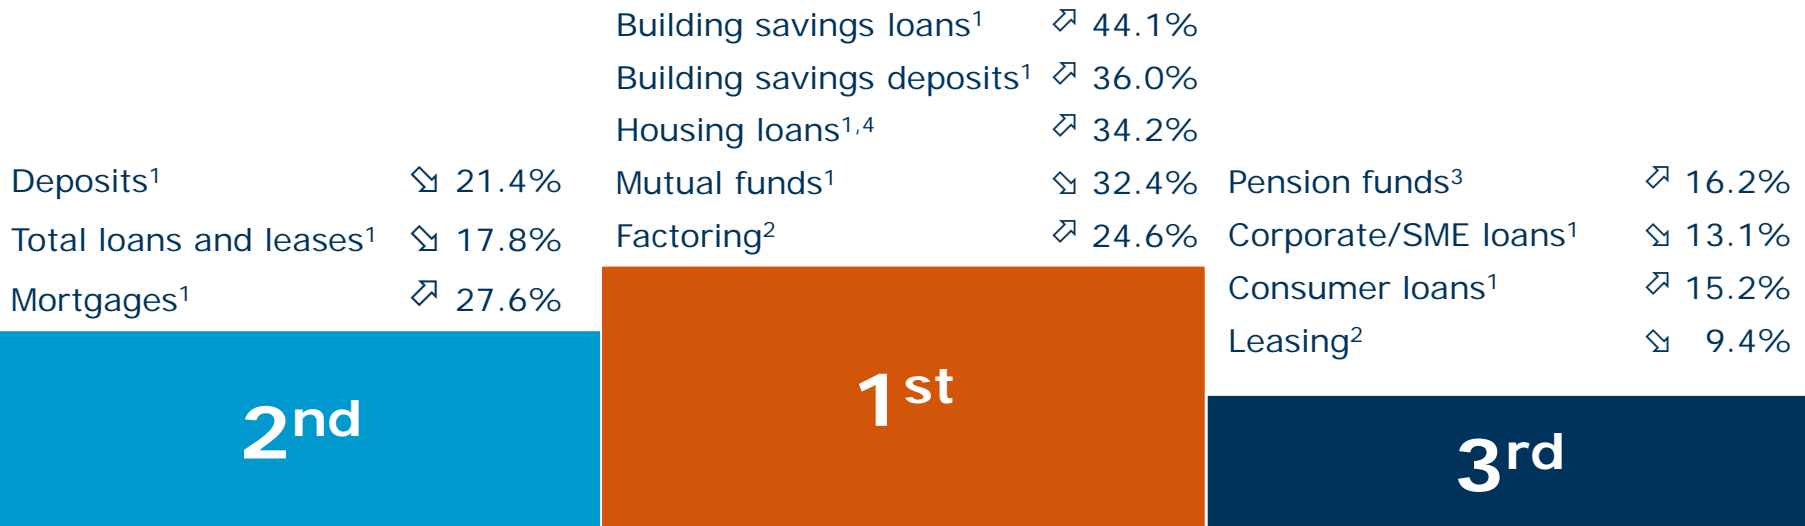 Deposits¹ ⬂ 21.4%
Total loans and leases¹ ⬂ 17.8%
Mortgages¹ ⬀ 27.6%
2nd
Building savings loans¹ ⬀ 44.1%
Building savings deposits¹ ⬀ 36.0%
Housing loans¹,⁴ ⬀ 34.2%
Mutual funds¹ ⬂ 32.4%
Factoring² ⬀ 24.6%
1st
Pension funds³ ⬀ 16.2%
Corporate/SME loans¹ ⬂ 13.1%
Consumer loans¹ ⬀ 15.2%
Leasing² ⬂ 9.4%
3rd